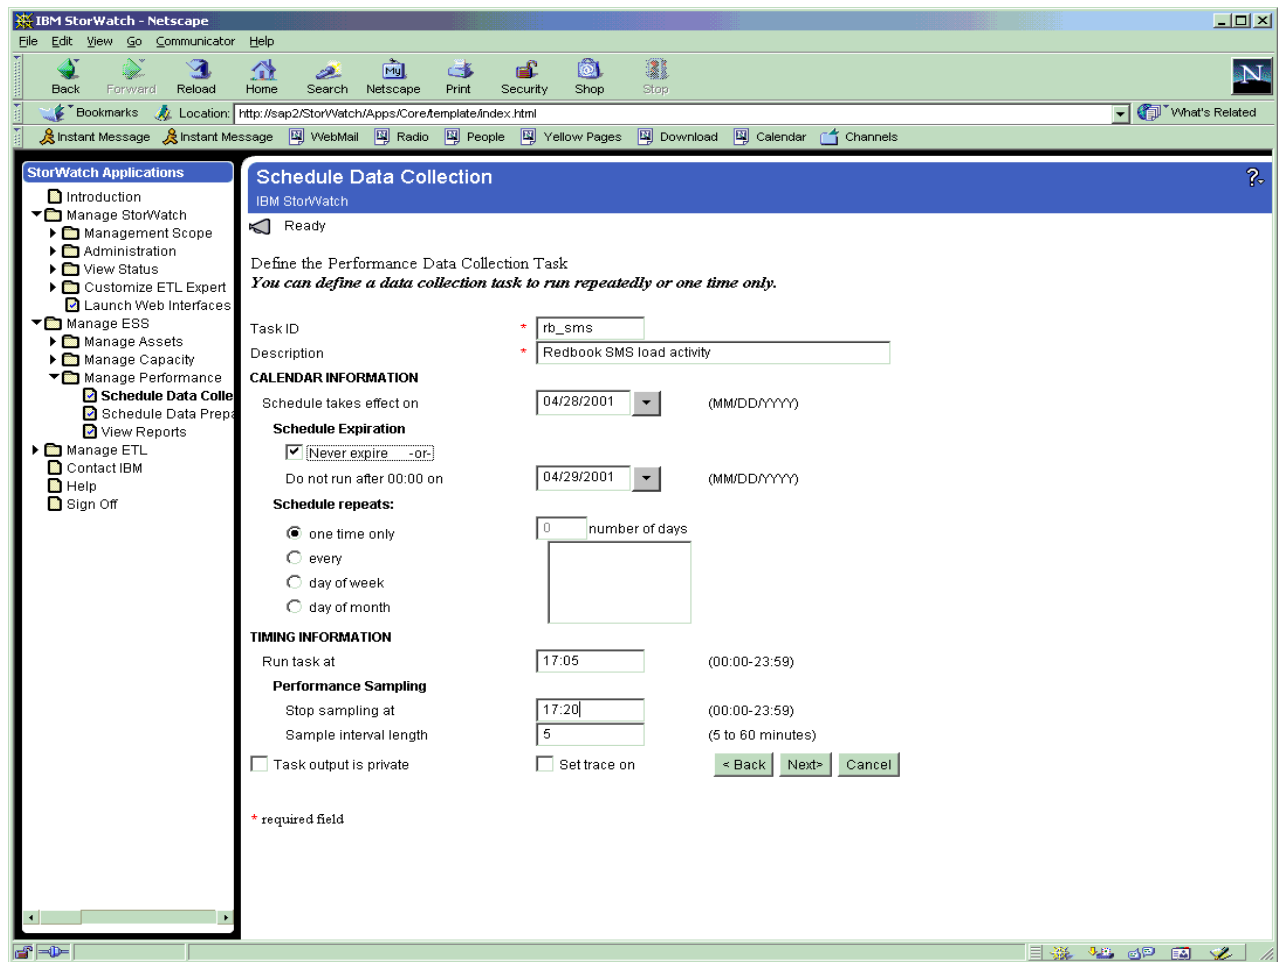 IBM StorWatch - Netscape
File Edit View Go Communicator Help
Back Forward Reload Home Search Netscape Print Security Shop Stop
My
N
Bookmarks Location: http://sap2/StorWatch/Apps/Core/template/index.html What's Related
Instant Message Instant Message WebMail Radio People Yellow Pages Download Calendar Channels
StorWatch Applications
Introduction
Manage StorWatch
Management Scope
Administration
View Status
Customize ETL Expert
Launch Web Interfaces
Manage ESS
Manage Assets
Manage Capacity
Manage Performance
Schedule Data Colle
Schedule Data Prepa
View Reports
Manage ETL
Contact IBM
Help
Sign Off
Schedule Data Collection
?
IBM StorWatch
Ready
Define the Performance Data Collection Task
You can define a data collection task to run repeatedly or one time only.
Task ID * rb_sms
Description * Redbook SMS load activity
CALENDAR INFORMATION
Schedule takes effect on 04/28/2001 (MM/DD/YYYY)
Schedule Expiration
Never expire -or-
Do not run after 00:00 on 04/29/2001 (MM/DD/YYYY)
Schedule repeats:
one time only 0 number of days
every
day of week
day of month
TIMING INFORMATION
Run task at 17:05 (00:00-23:59)
Performance Sampling
Stop sampling at 17:20 (00:00-23:59)
Sample interval length 5 (5 to 60 minutes)
Task output is private Set trace on < Back Next> Cancel
* required field